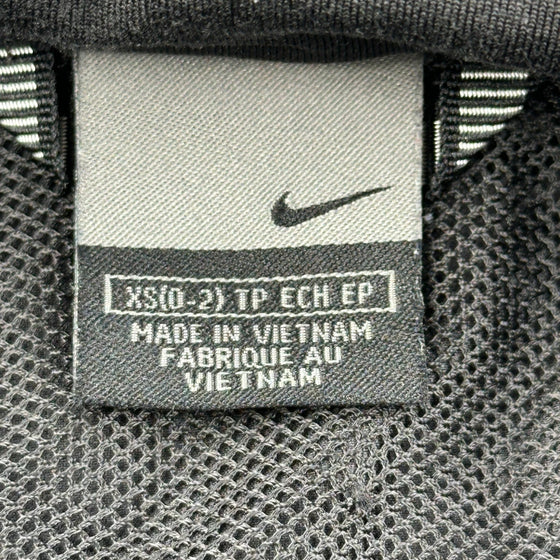 XS(0-2) TP ECH EP
MADE IN VIETNAM
FABRIQUE AU
VIETNAM